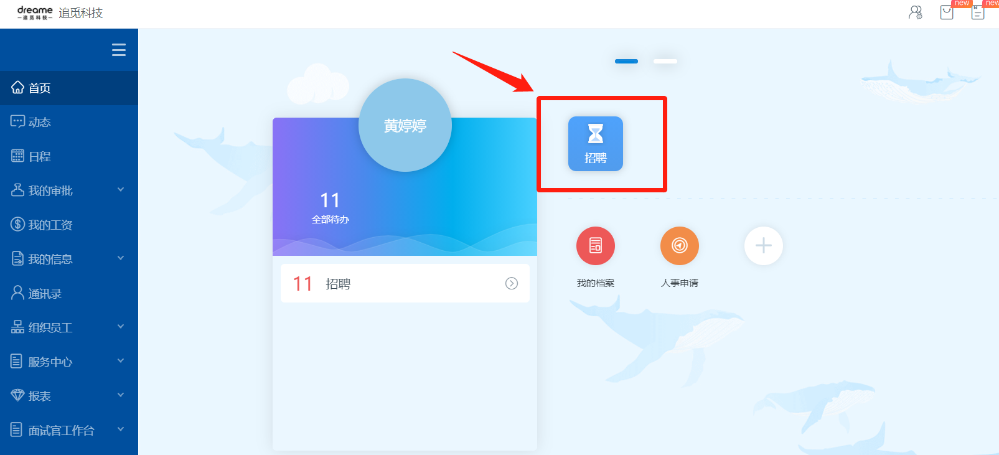 dreame
追觅科技
追觅科技
new
new
首页
动态
日程
我的审批
我的工资
我的信息
通讯录
组织员工
服务中心
报表
面试官工作台
黄婷婷
11
全部待办
11 招聘
招聘
我的档案
人事申请